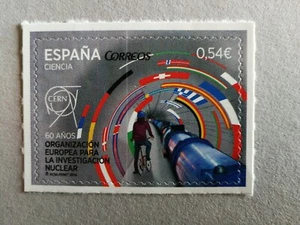 ESPAÑA CORREOS 0,54€
CIENCIA
CERN
60 AÑOS
ORGANIZACIÓN
EUROPEA PARA
LA INVESTIGACIÓN
NUCLEAR